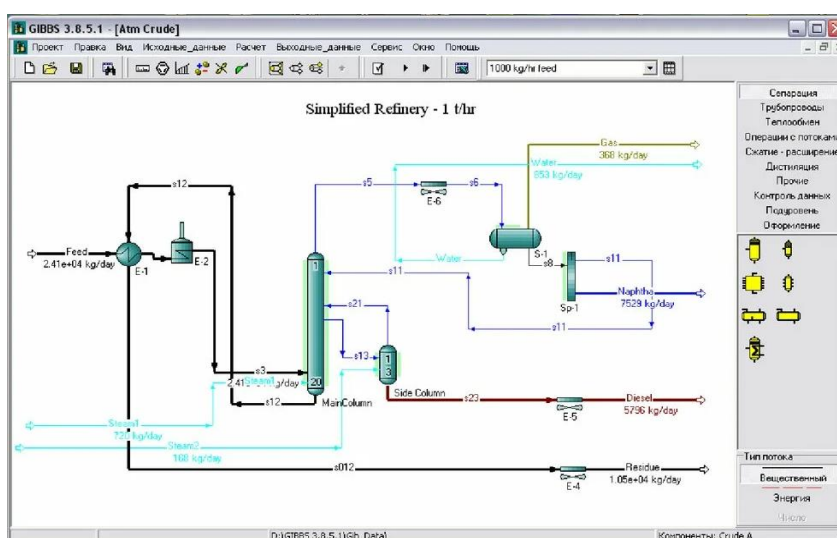 GIBBS 3.8.5.1 - [Atm Crude]
Проект Правка Вид Исходные_данные Расчет Выходные_данные Сервис Окно Помощь
1000 kg/hr feed
Simplified Refinery - 1 t/hr
Сепарация
Трубопроводы
Теплообмен
Операции с потоками
Сжатие - расширение
Дистиляция
Прочие
Контроль данных
Подуровень
Оформление
Gas
368 kg/day
Water
853 kg/day
s12
s5
s6
E-6
S-1
Feed
2.41e+04 kg/day
E-1
E-2
1
s11
Water
s8
s11
Sp-1
Naphtha
7529 kg/day
s21
s11
s13
1
3
s3
Steam1
20
s12
MainColumn
Side Column
s23
Diesel
5796 kg/day
E-5
Steam1
Steam2
168 kg/day
s012
Residue
1.05e+04 kg/day
E-4
Тип потока
Вещественный
Энергия
Число
D:\GIBBS 3.8.5.1\Gb_Data\
Компоненты: Crude A